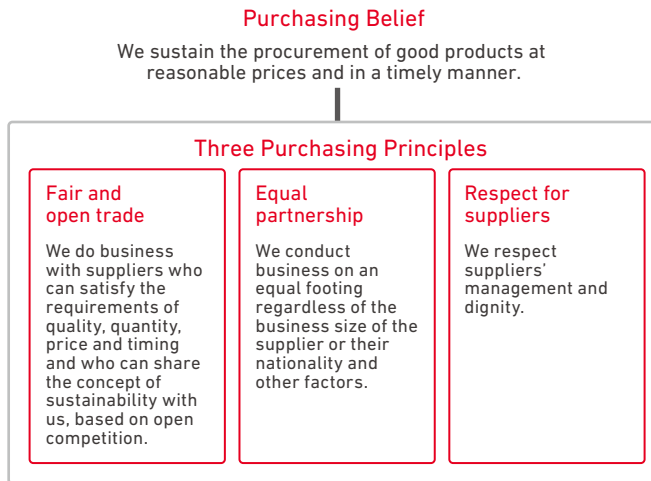 Purchasing Belief
We sustain the procurement of good products at
reasonable prices and in a timely manner.
Three Purchasing Principles
Fair and
open trade
We do business
with suppliers who
can satisfy the
requirements of
quality, quantity,
price and timing
and who can share
the concept of
sustainability with
us, based on open
competition.
Equal
partnership
We conduct
business on an
equal footing
regardless of the
business size of the
supplier or their
nationality and
other factors.
Respect for
suppliers
We respect
suppliers’
management and
dignity.